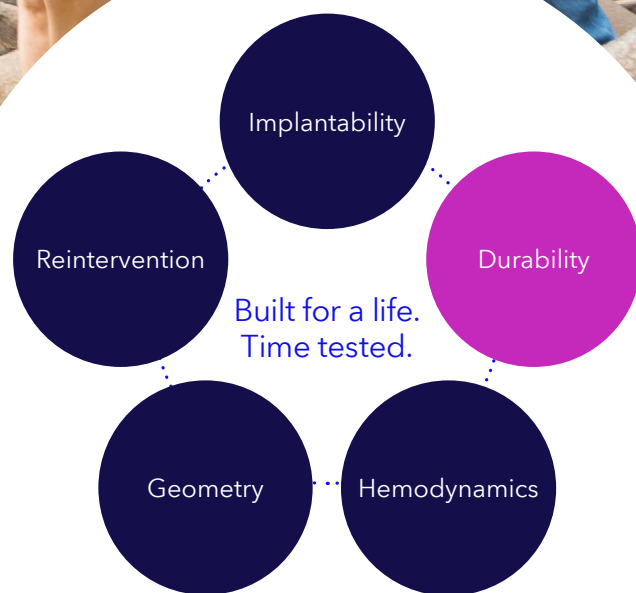 Implantability
Reintervention
Durability
Built for a life.
Time tested.
Geometry
Hemodynamics